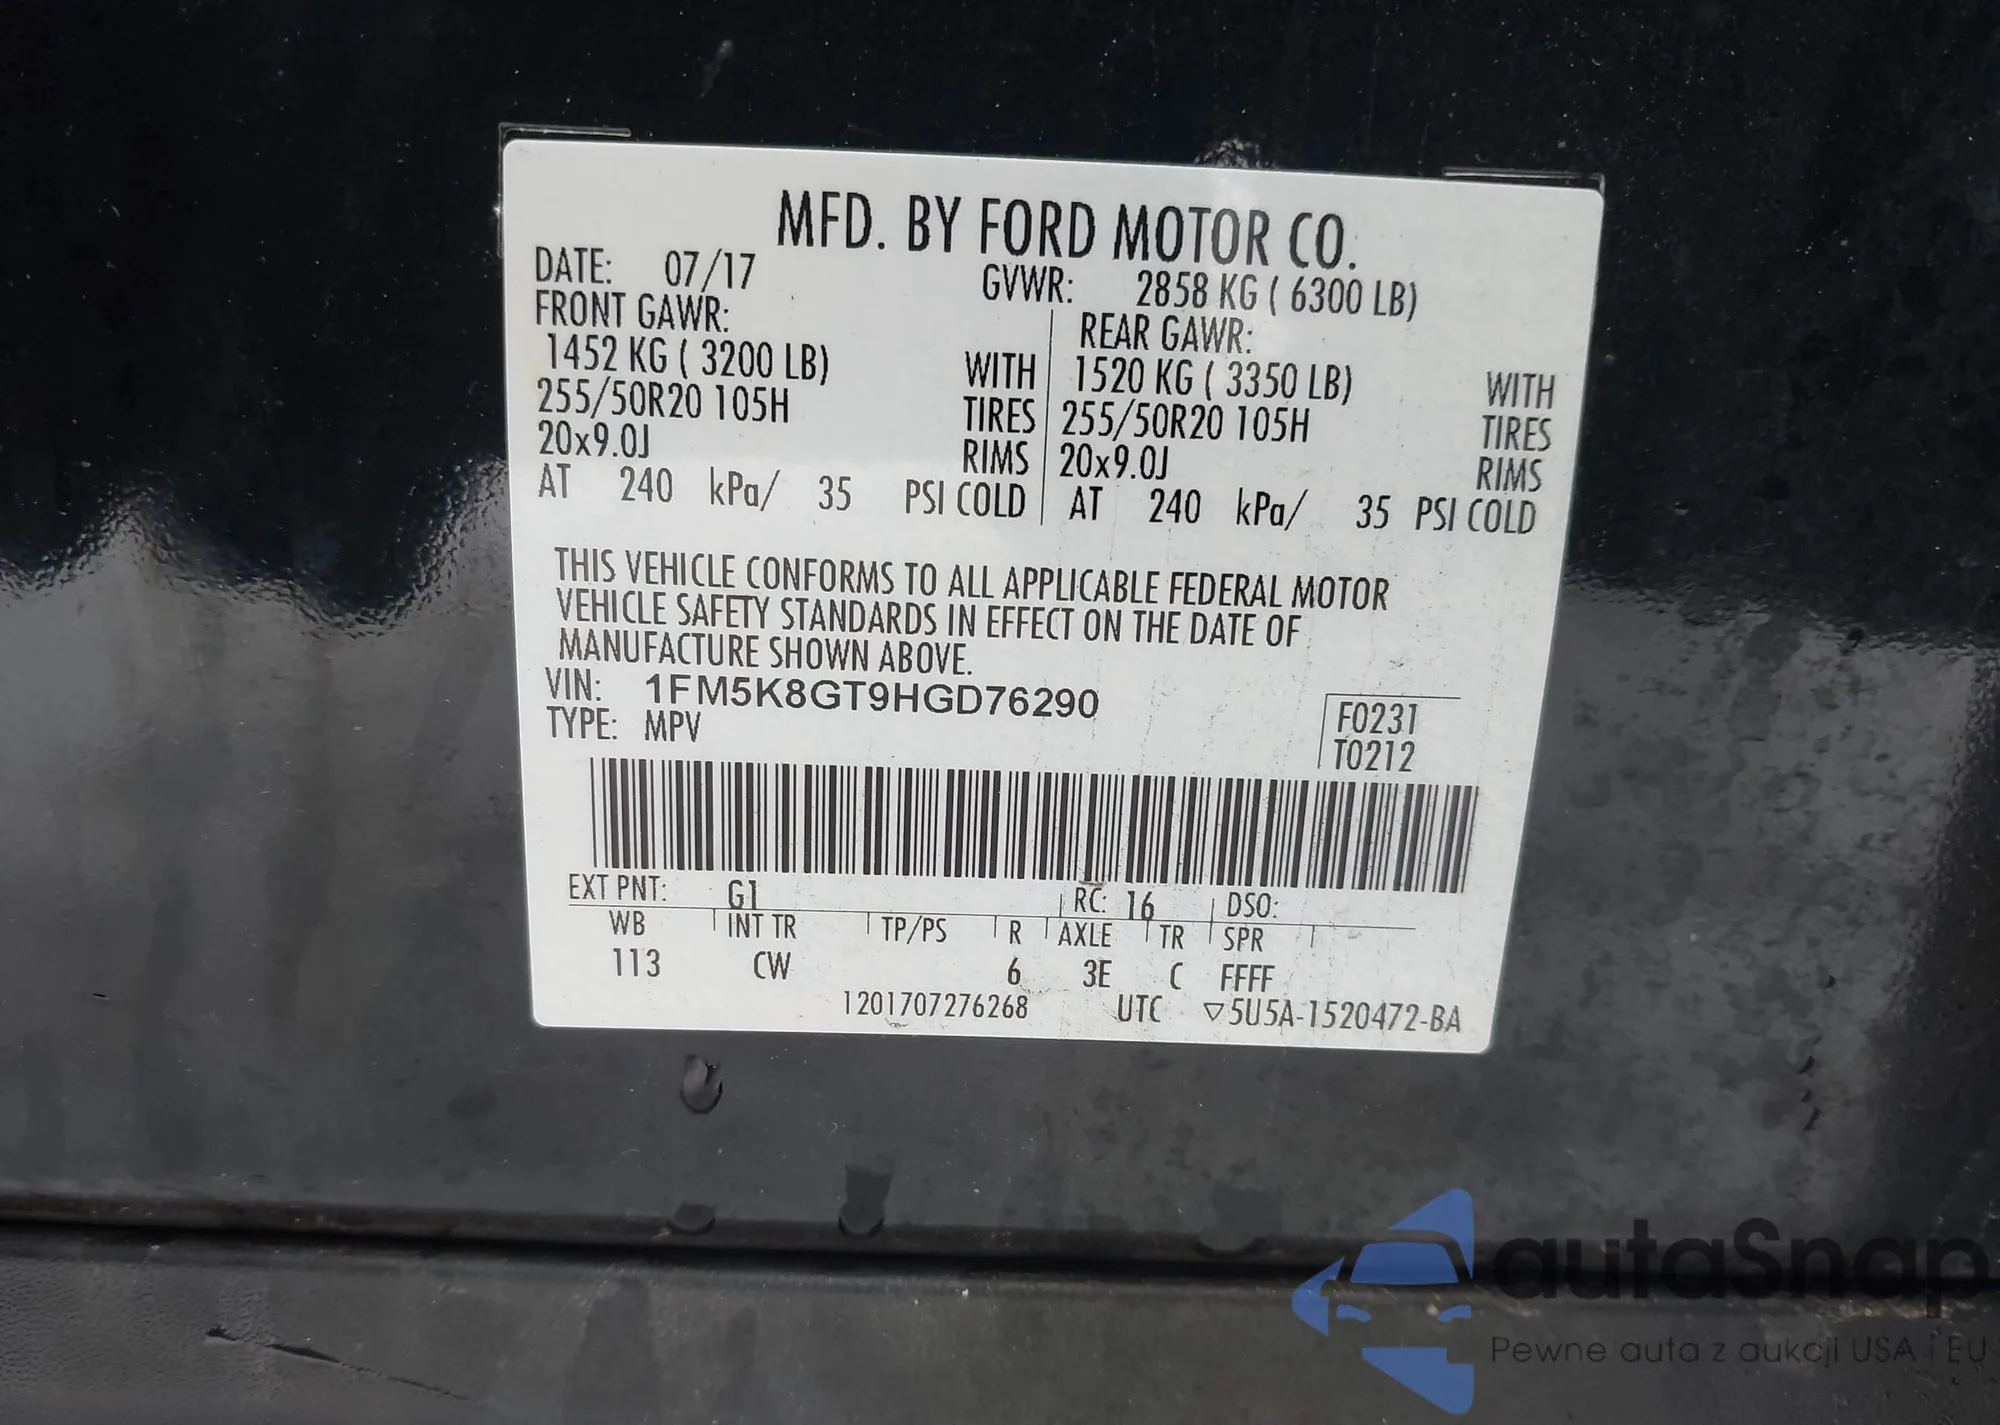 MFD. BY FORD MOTOR CO.
DATE: 07/17 GVWR: 2858 KG ( 6300 LB)
FRONT GAWR: REAR GAWR:
1452 KG ( 3200 LB) WITH 1520 KG ( 3350 LB) WITH
255/50R20 105H TIRES 255/50R20 105H TIRES
20x9.0J RIMS 20x9.0J RIMS
AT 240 kPa/ 35 PSI COLD AT 240 kPa/ 35 PSI COLD
THIS VEHICLE CONFORMS TO ALL APPLICABLE FEDERAL MOTOR
VEHICLE SAFETY STANDARDS IN EFFECT ON THE DATE OF
MANUFACTURE SHOWN ABOVE.
VIN: 1FM5K8GT9HGD76290
TYPE: MPV
F0231
T0212
EXT PNT: G1 RC: 16 DSO:
WB INT TR TP/PS R AXLE TR SPR
113 CW 6 3E C FFFF
1201707276268 UTC ▽5U5A-1520472-BA
autaSnap
Pewne auta z aukcji USA i EU